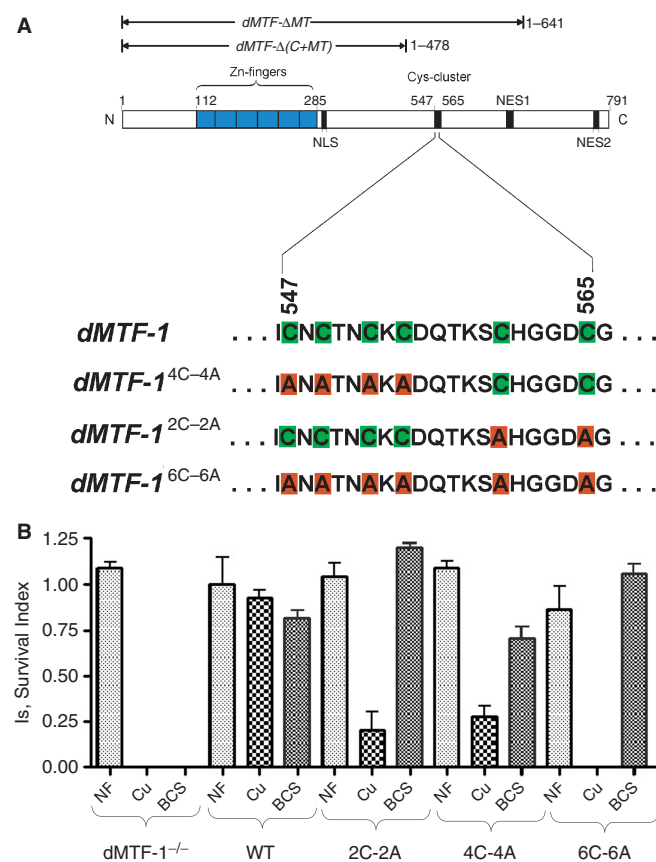 A
dMTF-ΔMT 1–641
dMTF-Δ(C+MT) 1–478
Zn-fingers Cys-cluster
1 112 285 547 565 NES1 791
N C
NLS NES2
547 565
dMTF-1 . . . ICNCTNCKCDQTKSCHGGDCG . . .
dMTF-1 4C–4A . . . IANATNAKADQTKSCHGGDCG . . .
dMTF-1 2C–2A . . . ICNCTNCKCDQTKSAHGGDAG . . .
dMTF-1 6C–6A . . . IANATNAKADQTKSAHGGDAG . . .
B
Is, Survival Index
1.25
1.00
0.75
0.50
0.25
0.00
NF Cu BCS NF Cu BCS NF Cu BCS NF Cu BCS NF Cu BCS
dMTF-1–/– WT 2C-2A 4C-4A 6C-6A